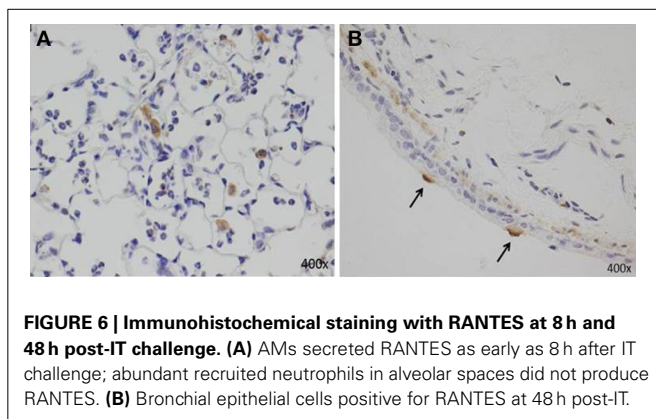 A
B
400x
400x
FIGURE 6 | Immunohistochemical staining with RANTES at 8 h and
48 h post-IT challenge. (A) AMs secreted RANTES as early as 8 h after IT
challenge; abundant recruited neutrophils in alveolar spaces did not produce
RANTES. (B) Bronchial epithelial cells positive for RANTES at 48 h post-IT.